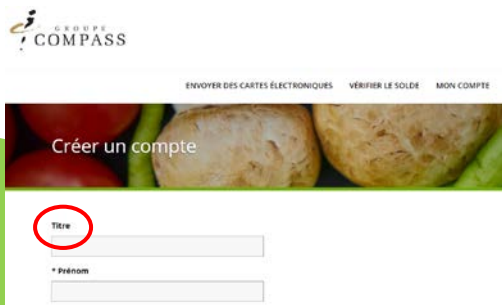 GROUPE
COMPASS
ENVOYER DES CARTES ÉLECTRONIQUES VÉRIFIER LE SOLDE MON COMPTE
Créer un compte
Titre
* Prénom